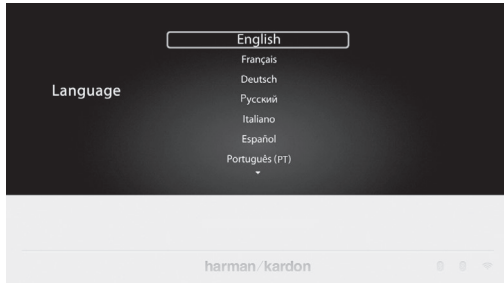 Language
English
Français
Deutsch
Русский
Italiano
Español
Português (PT)
harman/kardon